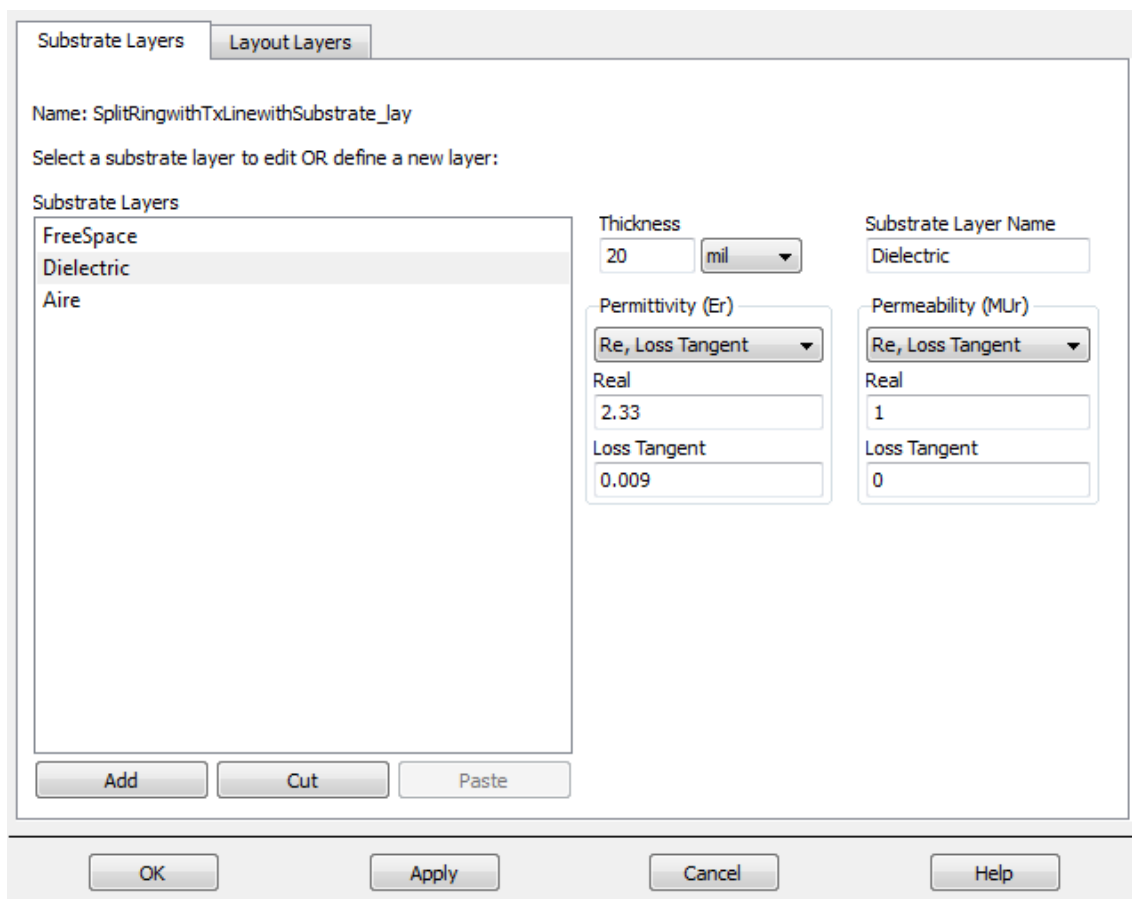 Substrate Layers
Layout Layers
Name: SplitRingwithTxLinewithSubstrate_lay
Select a substrate layer to edit OR define a new layer:
Substrate Layers
FreeSpace
Dielectric
Aire
Thickness
20 mil
Substrate Layer Name
Dielectric
Permittivity (Er)
Re, Loss Tangent
Real
2.33
Loss Tangent
0.009
Permeability (MUr)
Re, Loss Tangent
Real
1
Loss Tangent
0
Add
Cut
Paste
OK
Apply
Cancel
Help